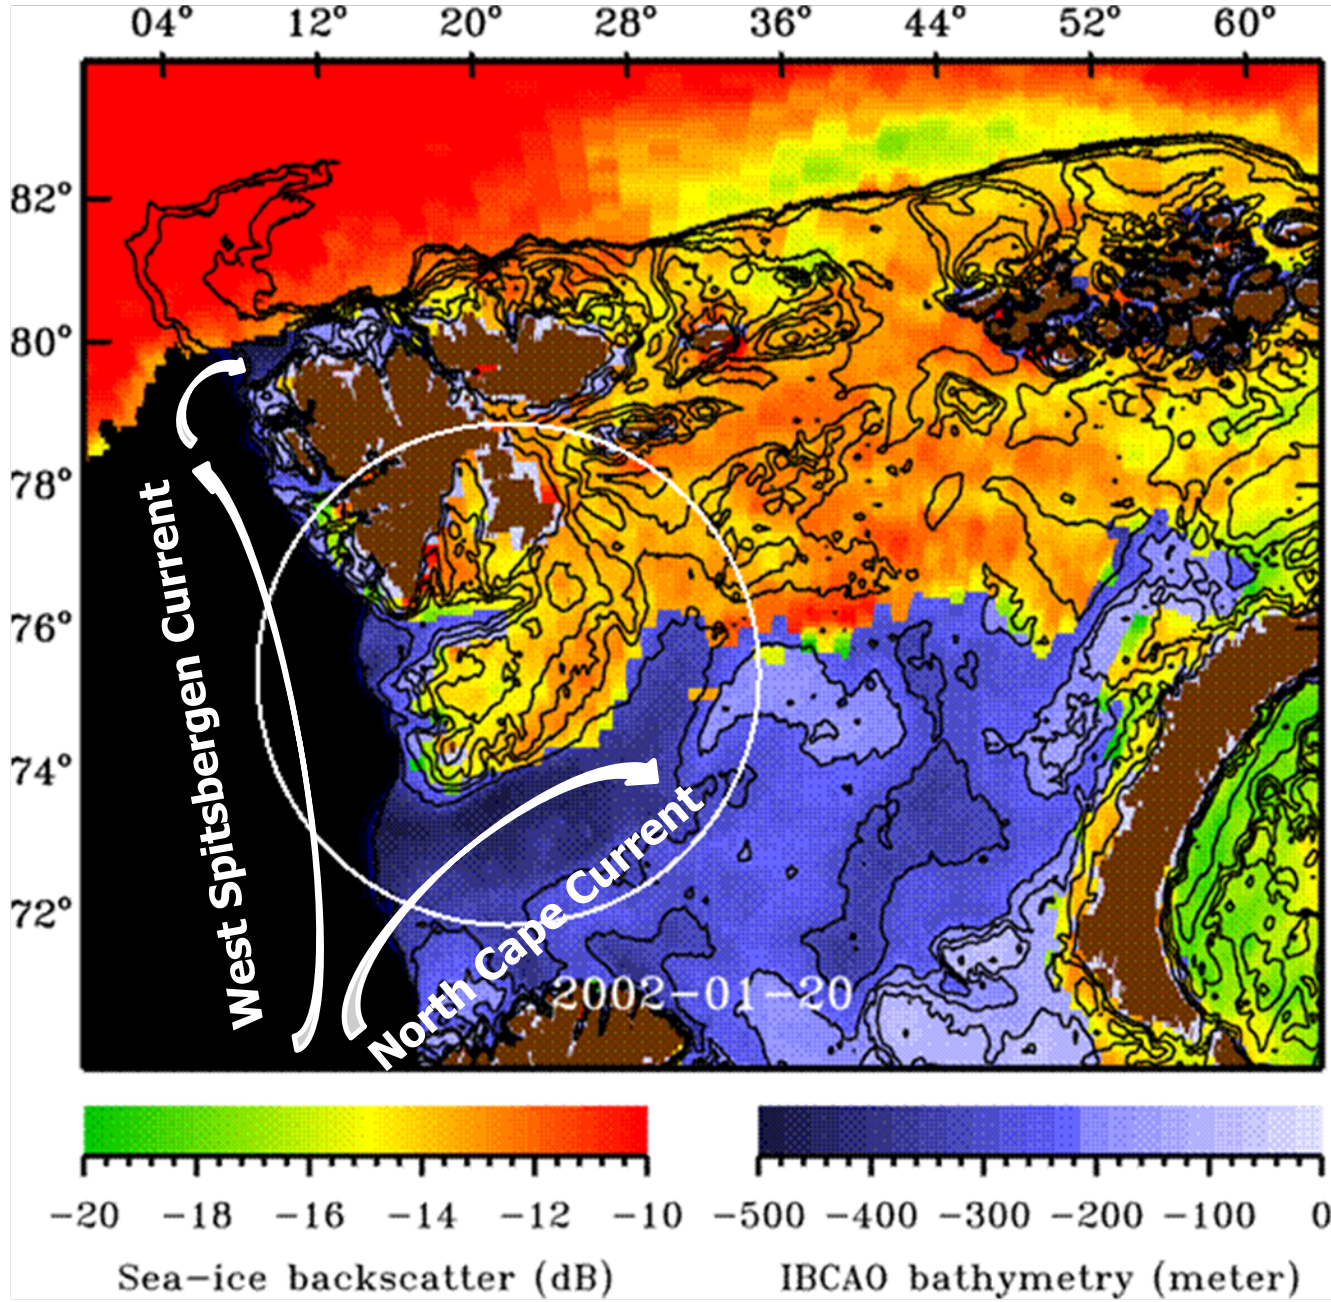 04° 12° 20° 28° 36° 44° 52° 60°
82°
80°
78°
76°
74°
72°
West Spitsbergen Current
North Cape Current
2002-01-20
-20 -18 -16 -14 -12 -10
Sea-ice backscatter (dB)
-500 -400 -300 -200 -100 0
IBCAO bathymetry (meter)